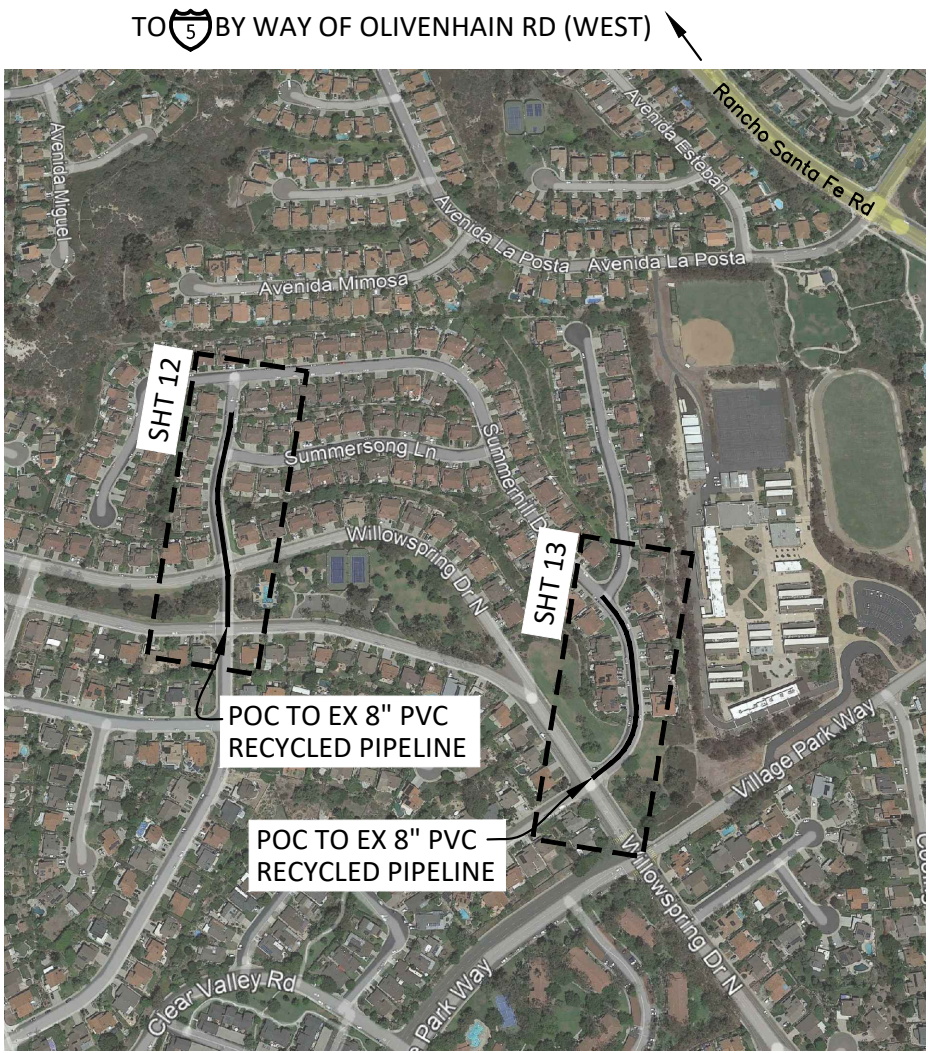 TO 5 BY WAY OF OLIVENHAIN RD (WEST)
Rancho Santa Fe Rd
Avenida Esteban
Avenida Miguel
Avenida La Posta
Avenida La Posta
Avenida Mimosa
SHT 12
Summersong Ln
Summerhill D
Willowspring Dr N
SHT 13
POC TO EX 8" PVC
RECYCLED PIPELINE
Village Park Way
POC TO EX 8" PVC
RECYCLED PIPELINE
Willowspring Dr N
Clear Valley Rd
Park Way